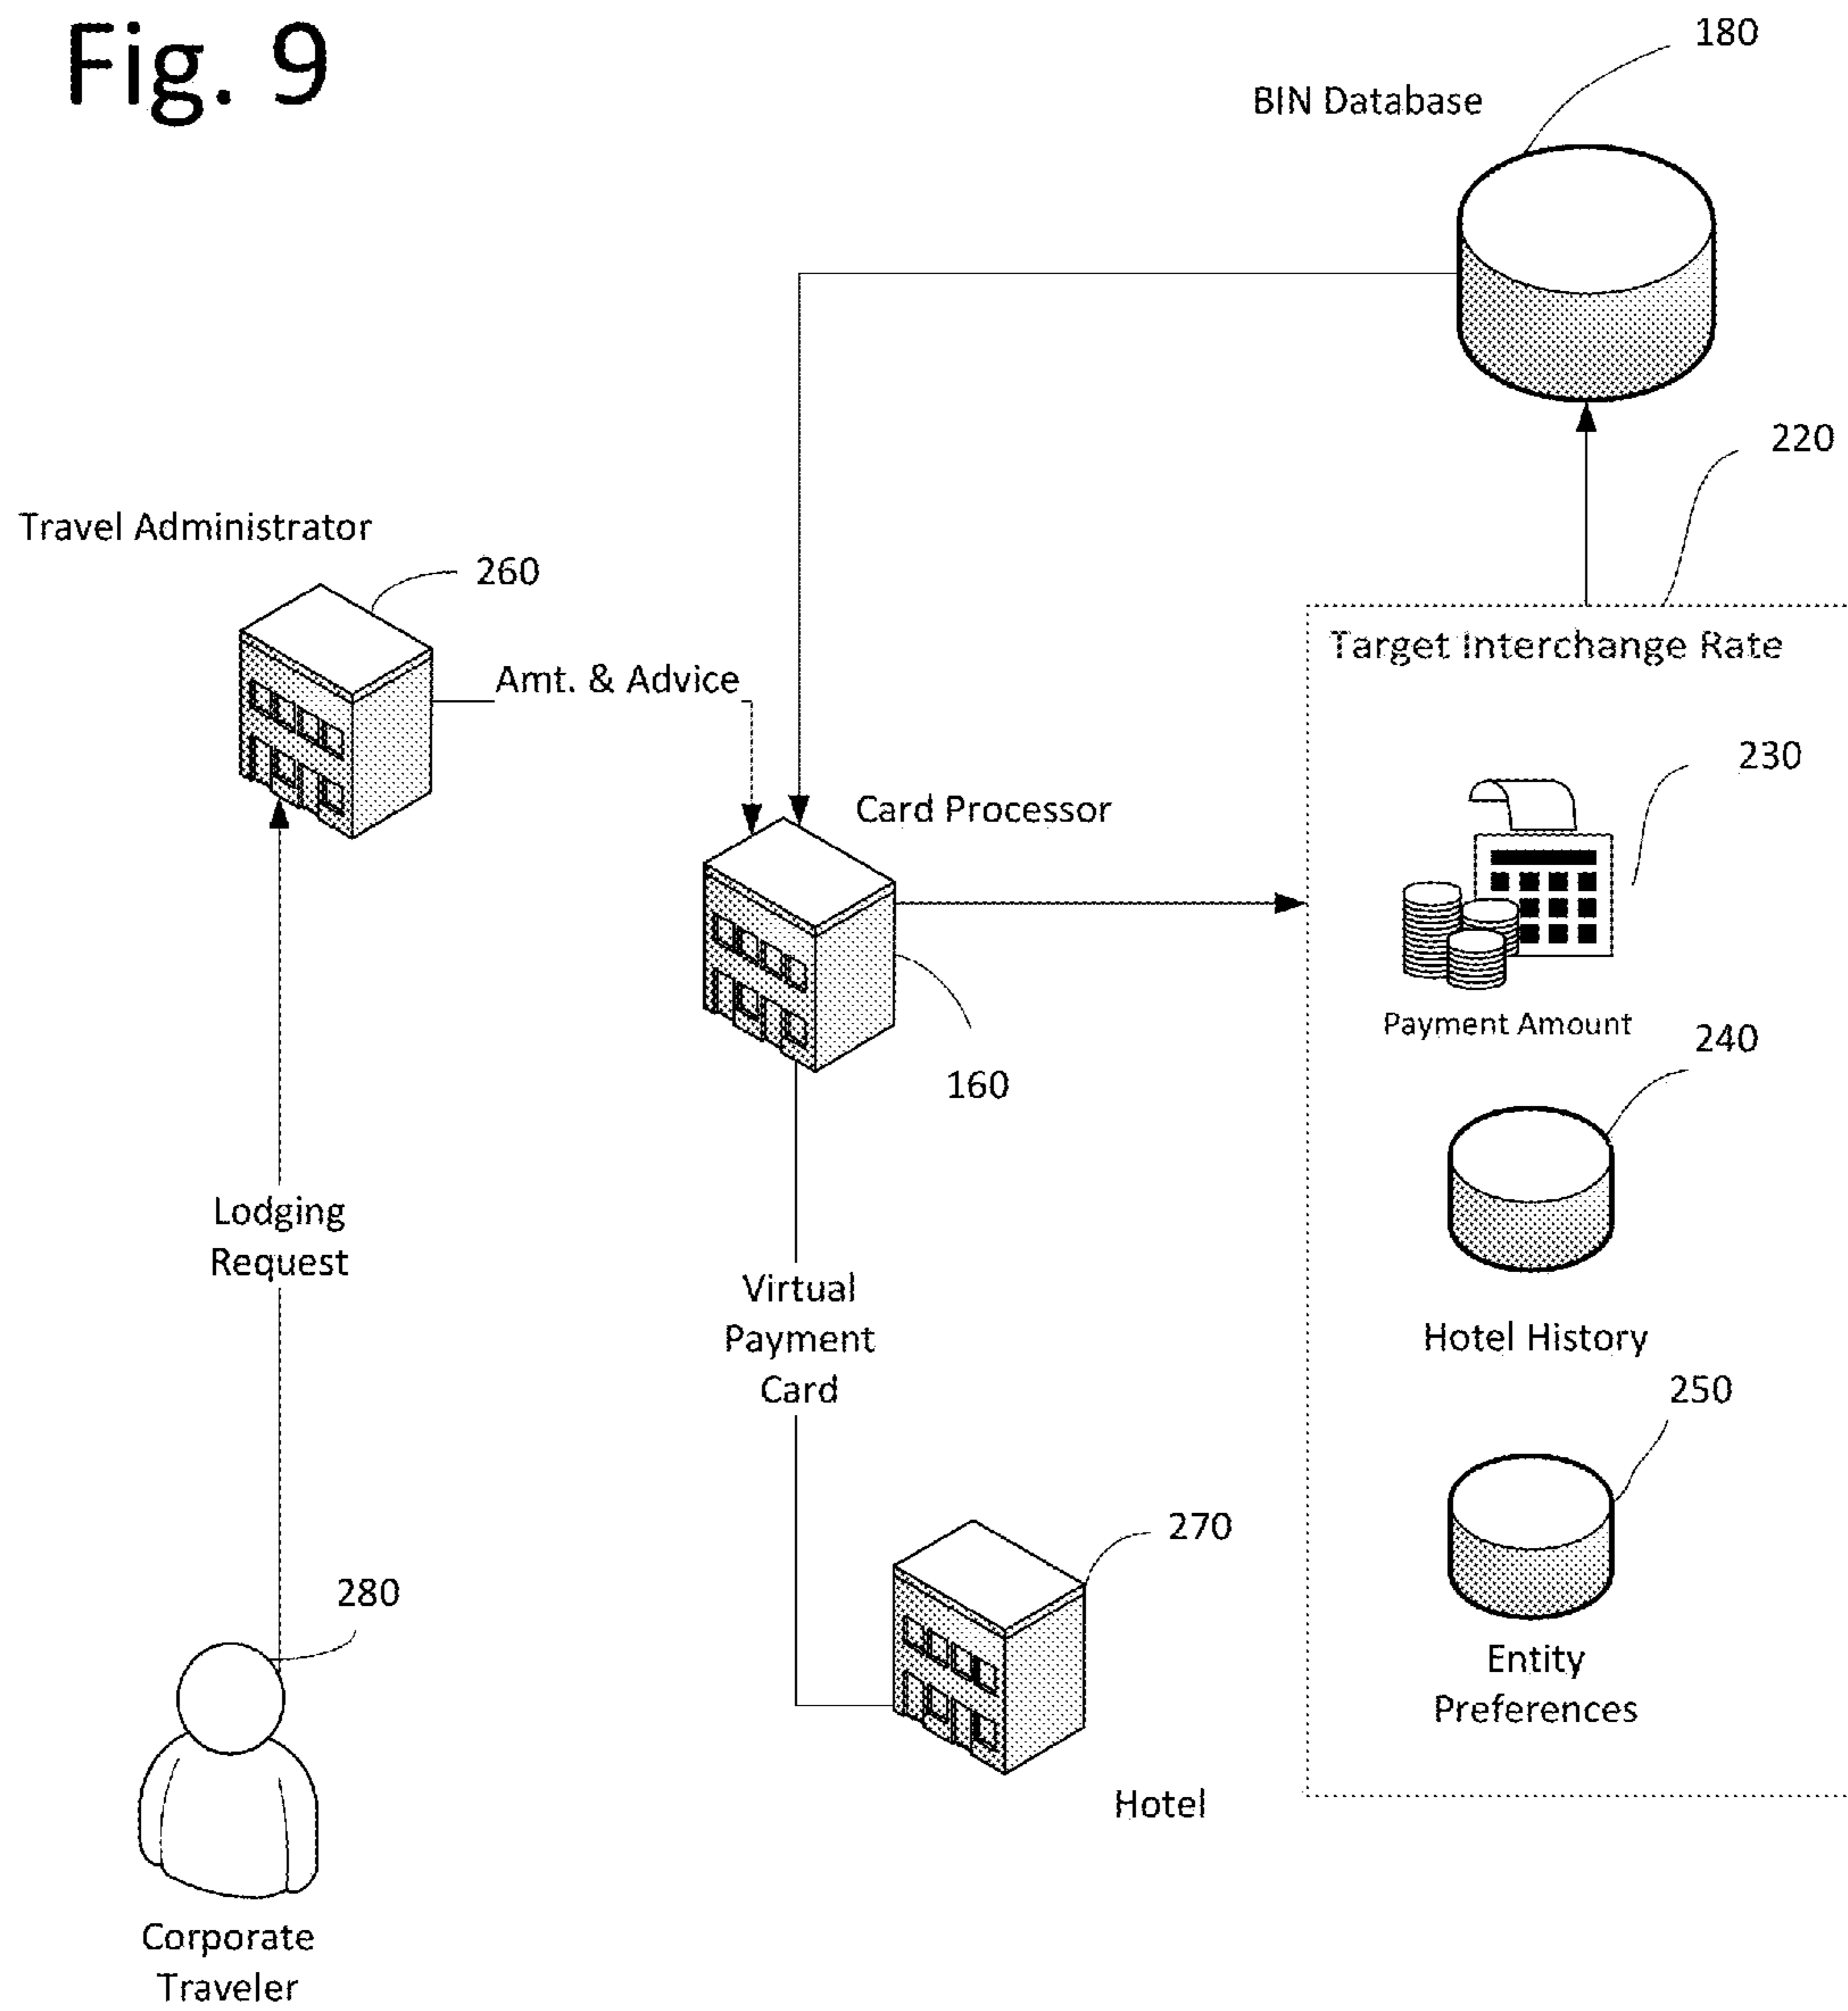 Fig. 9
180
BIN Database
220
Travel Administrator
260
Target Interchange Rate
Amt. & Advice
230
Card Processor
Payment Amount
240
160
Lodging
Request
Virtual
Payment
Card
Hotel History
250
270
280
Entity
Preferences
Hotel
Corporate
Traveler